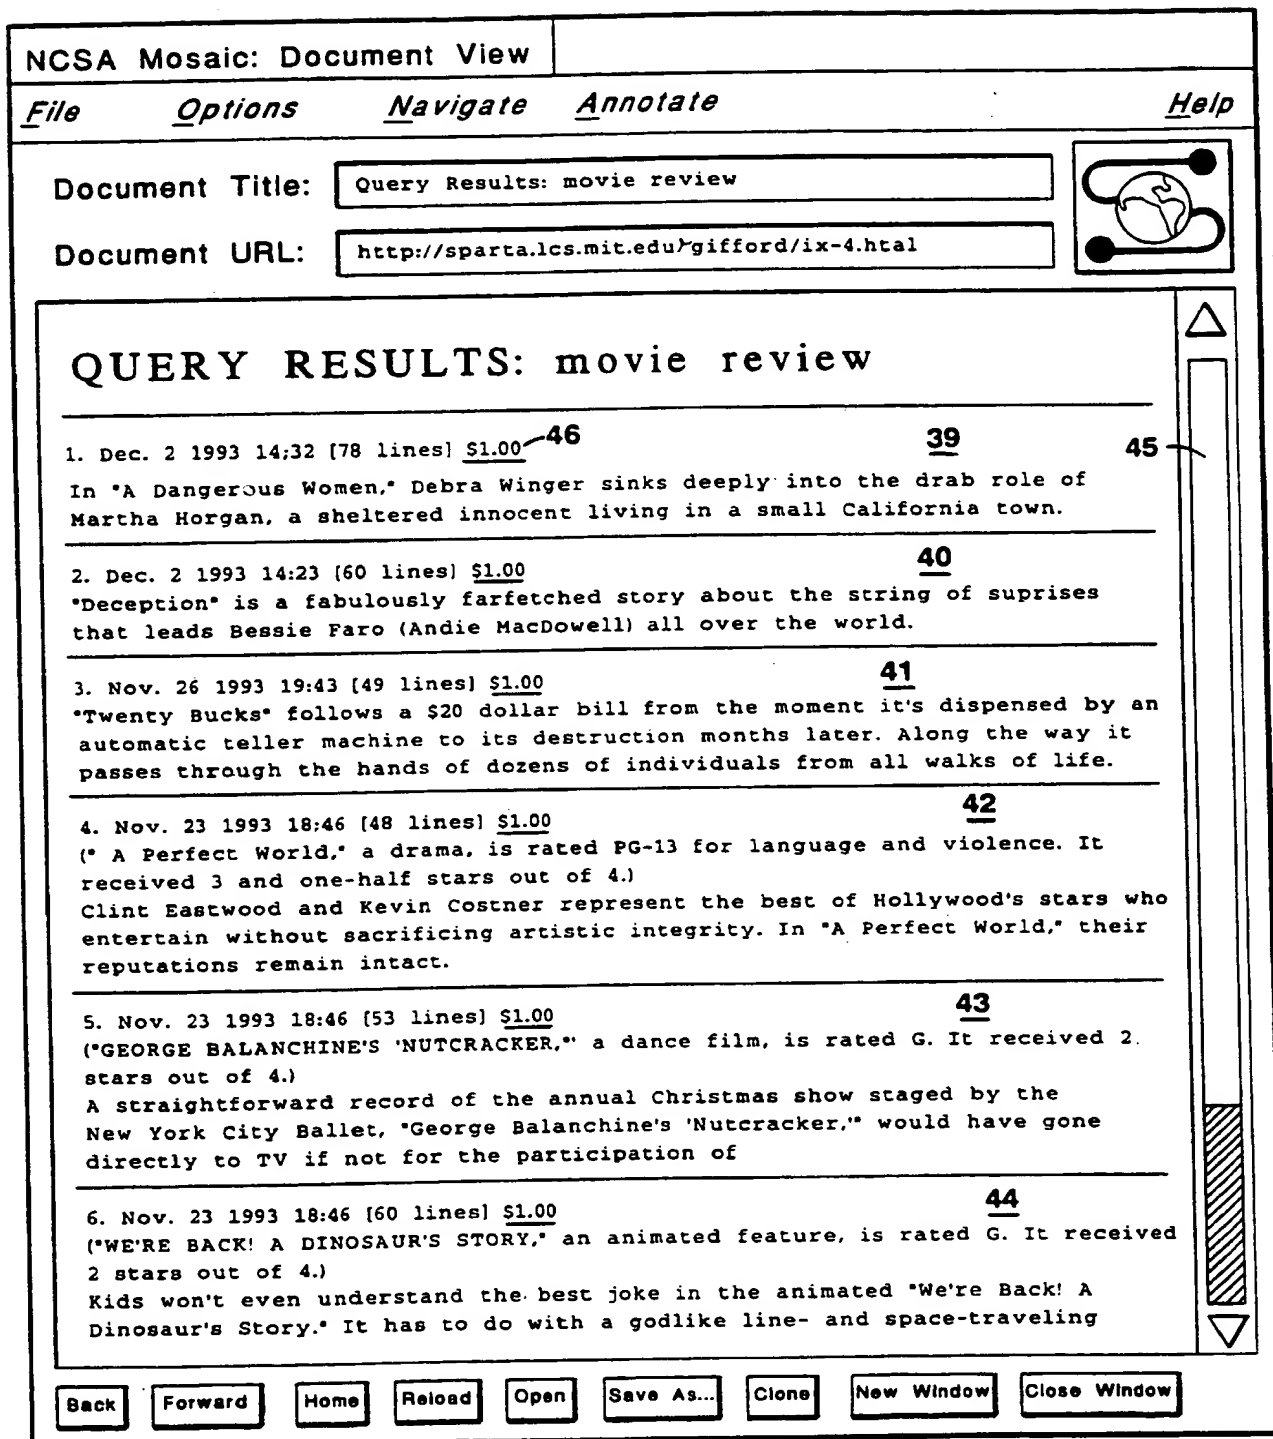 NCSA Mosaic: Document View
File Options Navigate Annotate Help
Document Title: Query Results: movie review
Document URL: http://sparta.lcs.mit.edu/gifford/ix-4.htal
QUERY RESULTS: movie review
1. Dec. 2 1993 14;32 [78 lines] $1.00 46 39 45
In "A Dangerous Women," Debra Winger sinks deeply into the drab role of
Martha Horgan, a sheltered innocent living in a small California town.
2. Dec. 2 1993 14:23 [60 lines] $1.00 40
"Deception" is a fabulously farfetched story about the string of suprises
that leads Bessie Faro (Andie MacDowell) all over the world.
3. Nov. 26 1993 19:43 [49 lines] $1.00 41
"Twenty Bucks" follows a $20 dollar bill from the moment it's dispensed by an
automatic teller machine to its destruction months later. Along the way it
passes through the hands of dozens of individuals from all walks of life.
4. Nov. 23 1993 18;46 [48 lines] $1.00 42
(" A Perfect World," a drama, is rated PG-13 for language and violence. It
received 3 and one-half stars out of 4.)
Clint Eastwood and Kevin Costner represent the best of Hollywood's stars who
entertain without sacrificing artistic integrity. In "A Perfect World," their
reputations remain intact.
5. Nov. 23 1993 18:46 [53 lines] $1.00 43
("GEORGE BALANCHINE'S 'NUTCRACKER,"' a dance film, is rated G. It received 2
stars out of 4.)
A straightforward record of the annual Christmas show staged by the
New York City Ballet, "George Balanchine's 'Nutcracker,'" would have gone
directly to TV if not for the participation of
6. Nov. 23 1993 18:46 [60 lines] $1.00 44
("WE'RE BACK! A DINOSAUR'S STORY," an animated feature, is rated G. It received
2 stars out of 4.)
Kids won't even understand the best joke in the animated "We're Back! A
Dinosaur's Story." It has to do with a godlike line- and space-traveling
Back Forward Home Reload Open Save As... Clone New Window Close Window